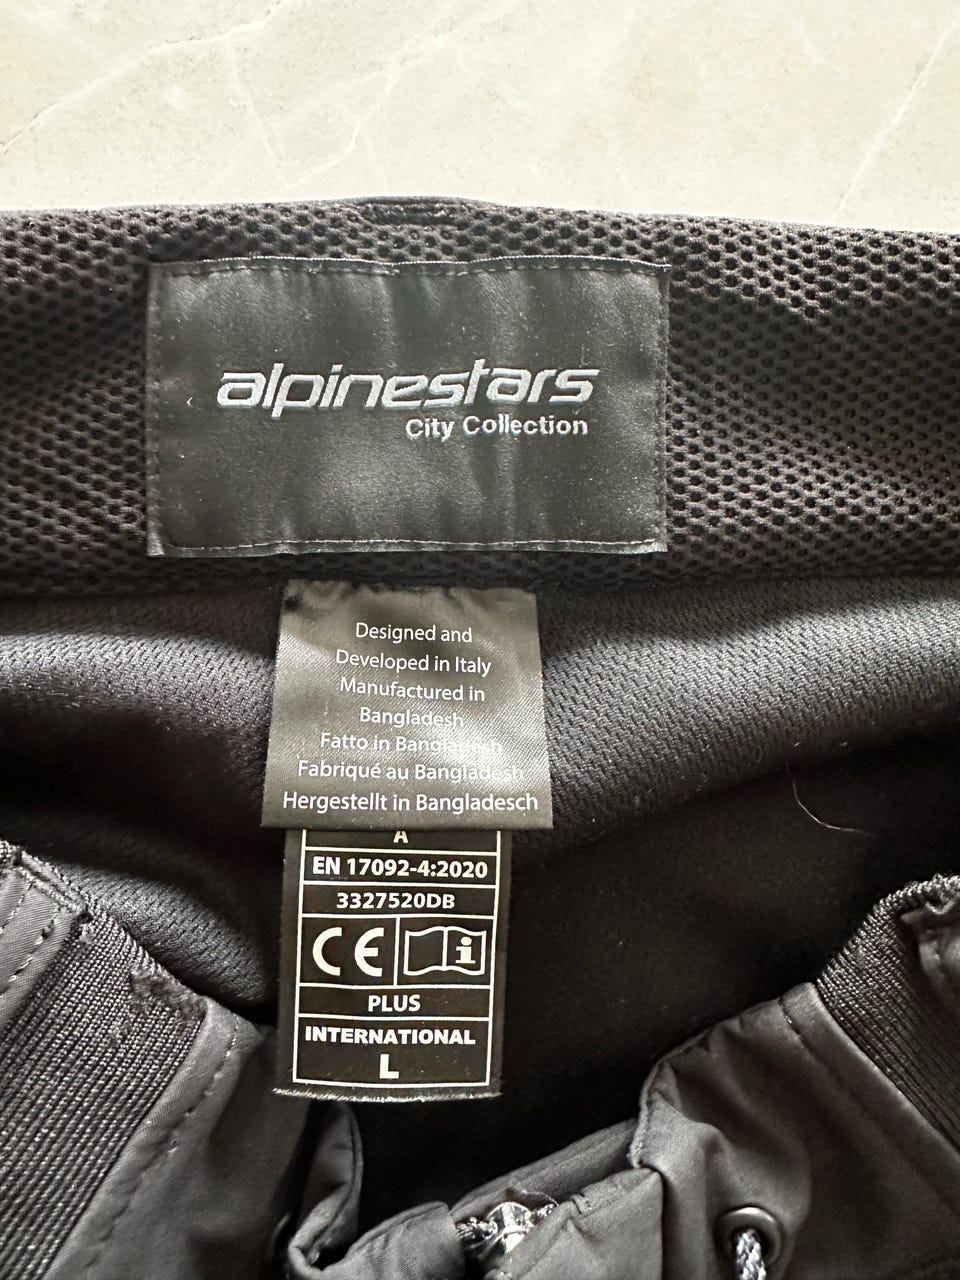 alpinestars
City Collection
Designed and
Developed in Italy
Manufactured in
Bangladesh
Fatto in Bangladesh
Fabriqué au Bangladesh
Hergestellt in Bangladesch
A
EN 17092-4:2020
3327520DB
CE i
PLUS
INTERNATIONAL
L